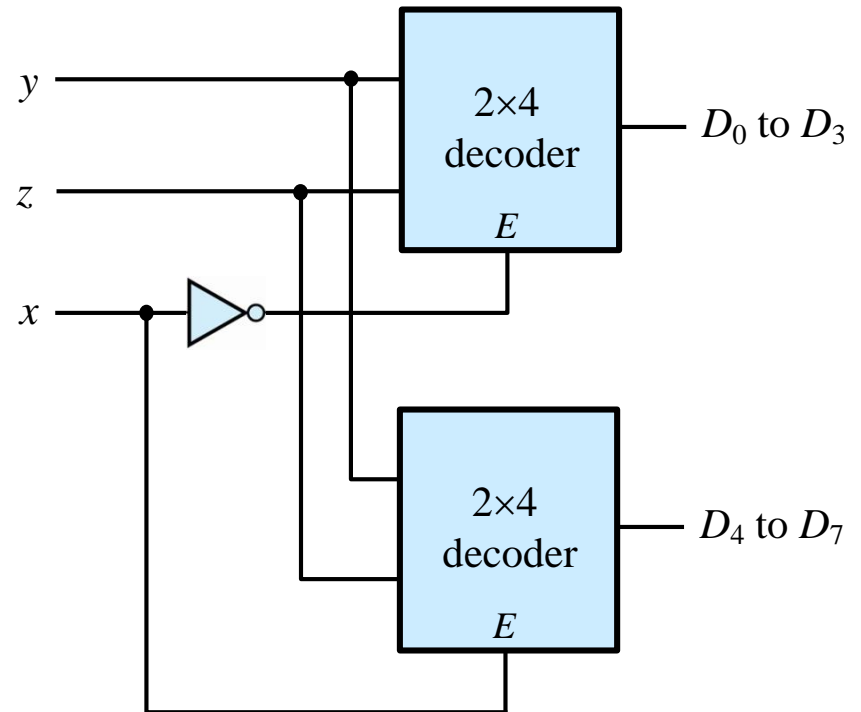 y
2×4
decoder
D₀ to D₃
z
E
x
2×4
decoder
D₄ to D₇
E